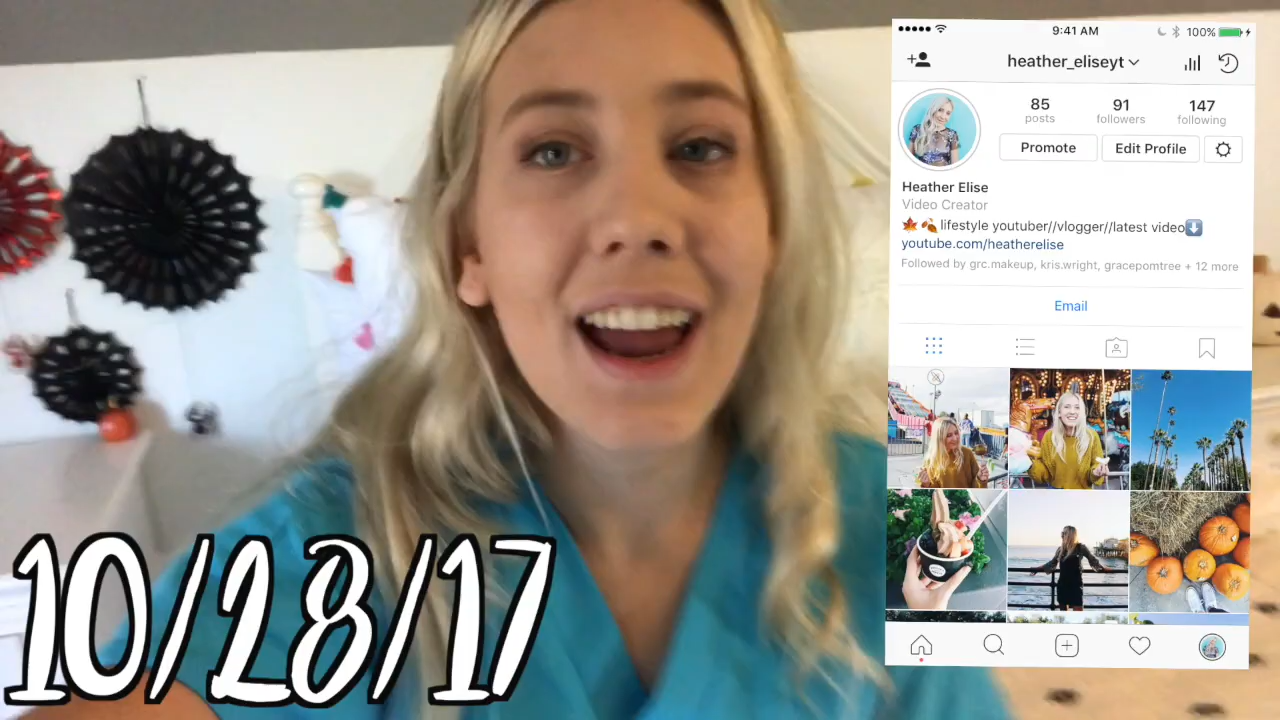 9:41 AM
100%
heather_eliseyt
85
91
147
posts
followers
following
Promote
Edit Profile
Heather Elise
Video Creator
lifestyle youtuber//vlogger//latest video
youtube.com/heatherelise
Followed by grc.makeup, kris.wright, gracepomtree + 12 more
Email
10/28/17